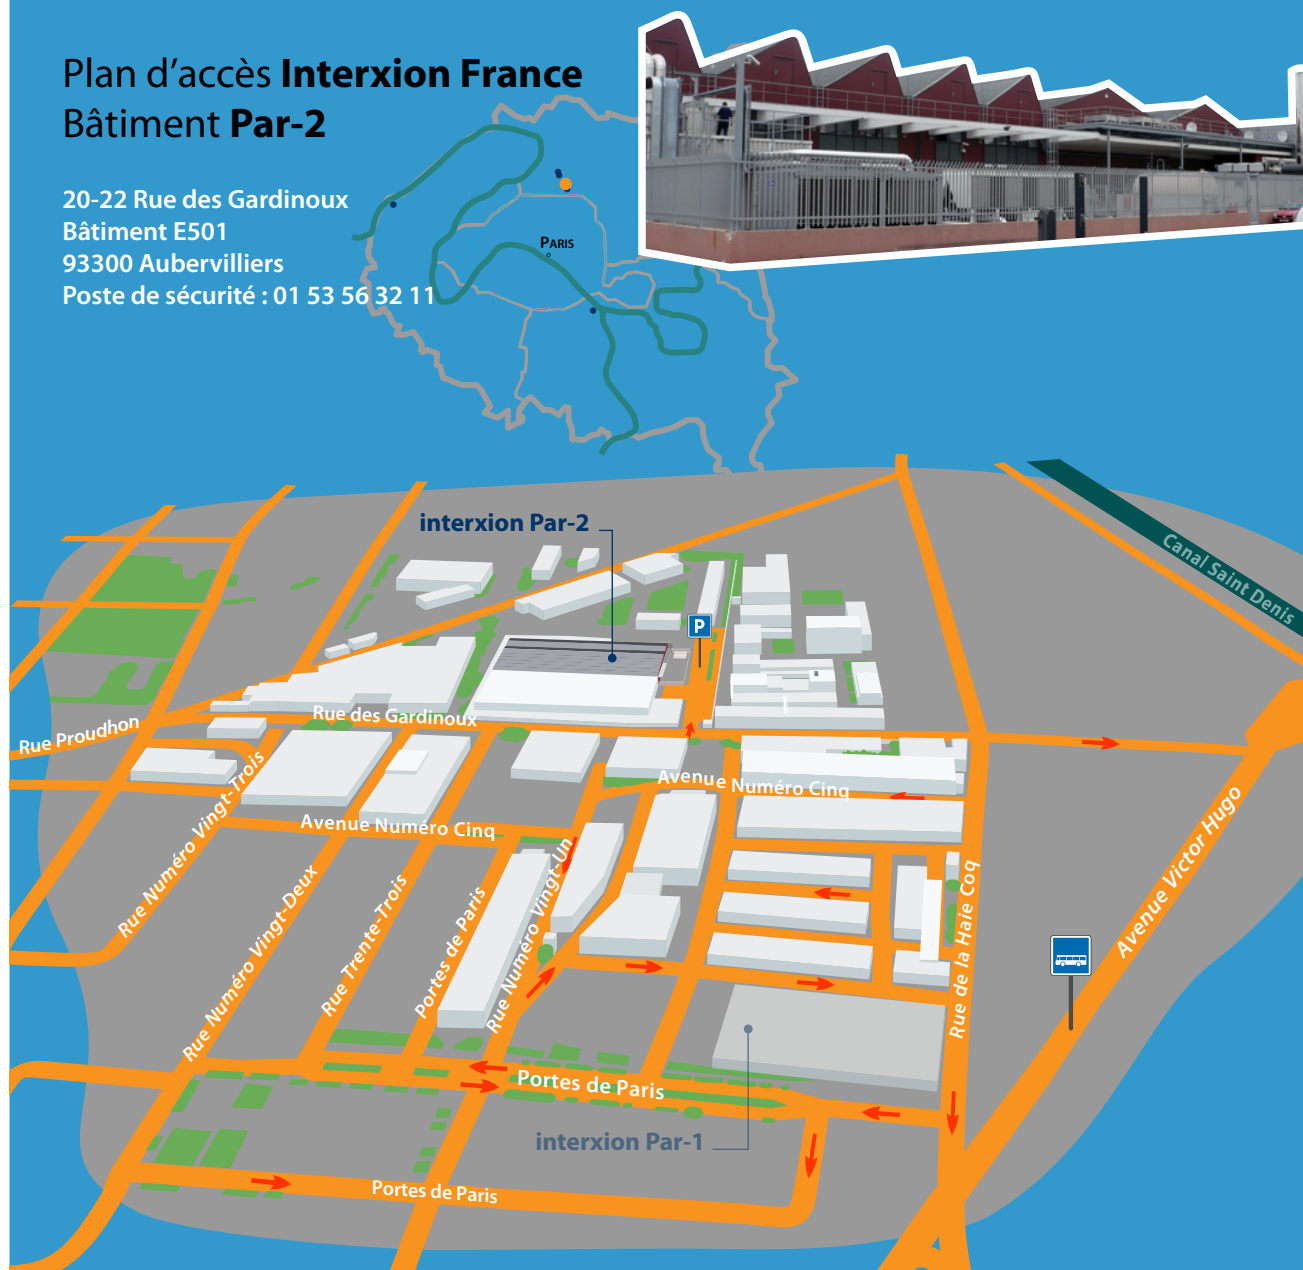 Plan d'accès Interxion France
Bâtiment Par-2
20-22 Rue des Gardinoux
Bâtiment E501
93300 Aubervilliers
Poste de sécurité : 01 53 56 32 11
PARIS
interxion Par-2
Canal Saint Denis
P
Rue Proudhon
Rue des Gardinoux
Rue Numéro Vingt-Trois
Avenue Numéro Cinq
Avenue Numéro Cinq
Avenue Victor Hugo
Rue Numéro Vingt-Deux
Rue Trente-Trois
Portes de Paris
Rue Numéro Vingt-Un
Rue de la Haie Coq
Portes de Paris
interxion Par-1
Portes de Paris